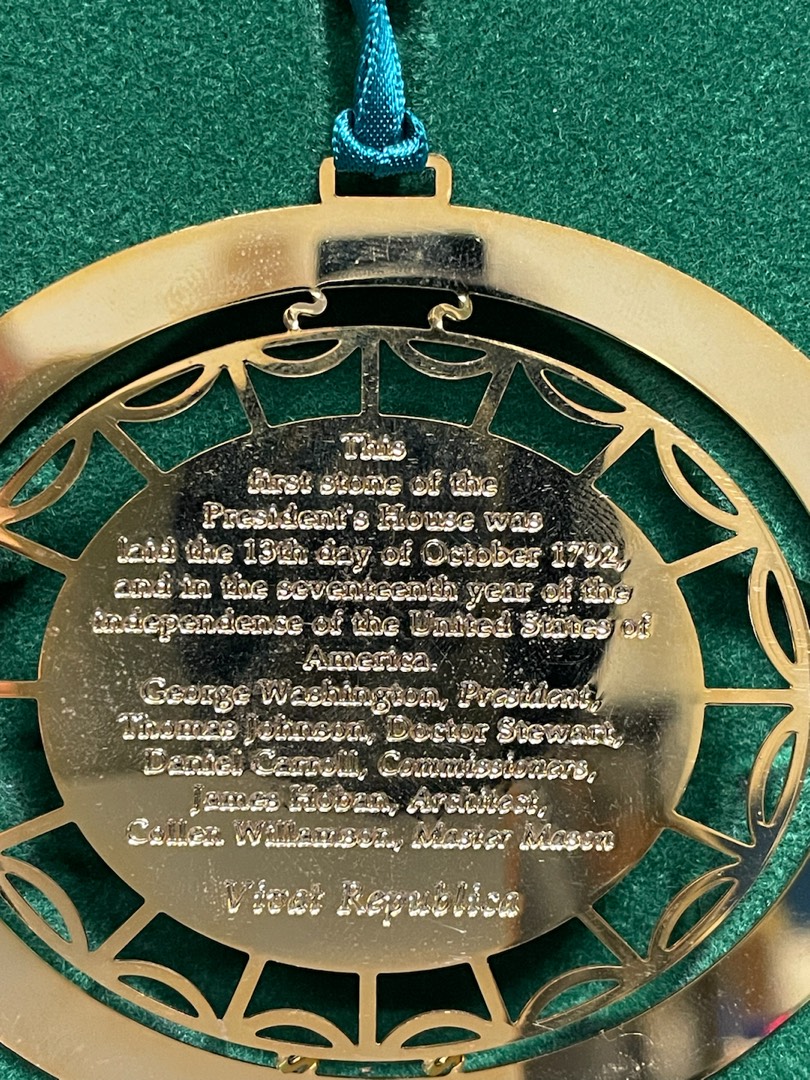 This
first stone of the
President's House was
laid the 13th day of October 1792,
and in the seventeenth year of the
independence of the United States of
America.
George Washington, President,
Thomas Johnson, Doctor Stewart,
Daniel Carroll, Commissioners,
James Hoban, Architect,
Collen Williamson, Master Mason
Vivat Republica